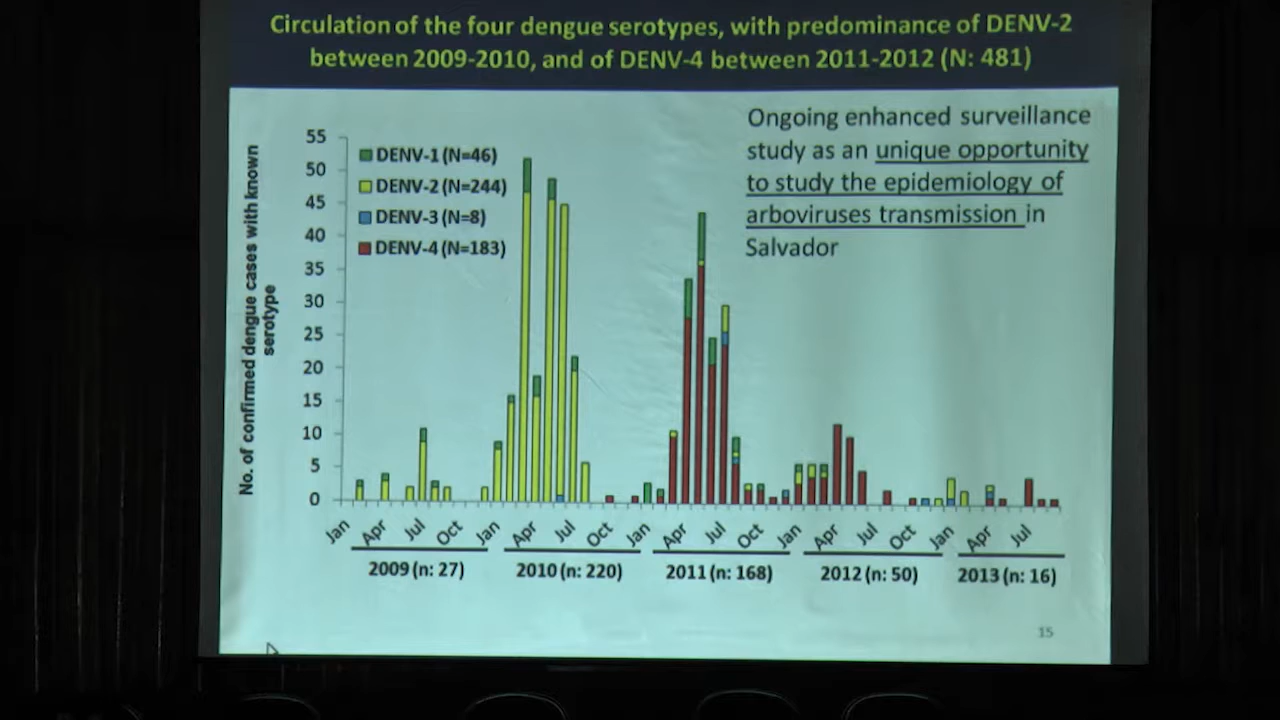 Circulation of the four dengue serotypes, with predominance of DENV-2
between 2009-2010, and of DENV-4 between 2011-2012 (N: 481)
Ongoing enhanced surveillance
study as an unique opportunity
to study the epidemiology of
arboviruses transmission in
Salvador
No. of confirmed dengue cases with known
serotype
55
50
45
40
35
30
25
20
15
10
5
0
DENV-1 (N=46)
DENV-2 (N=244)
DENV-3 (N=8)
DENV-4 (N=183)
Jan Apr Jul Oct Jan Apr Jul Oct Jan Apr Jul Oct Jan Apr Jul Oct Jan Apr Jul
2009 (n: 27) 2010 (n: 220) 2011 (n: 168) 2012 (n: 50) 2013 (n: 16)
15